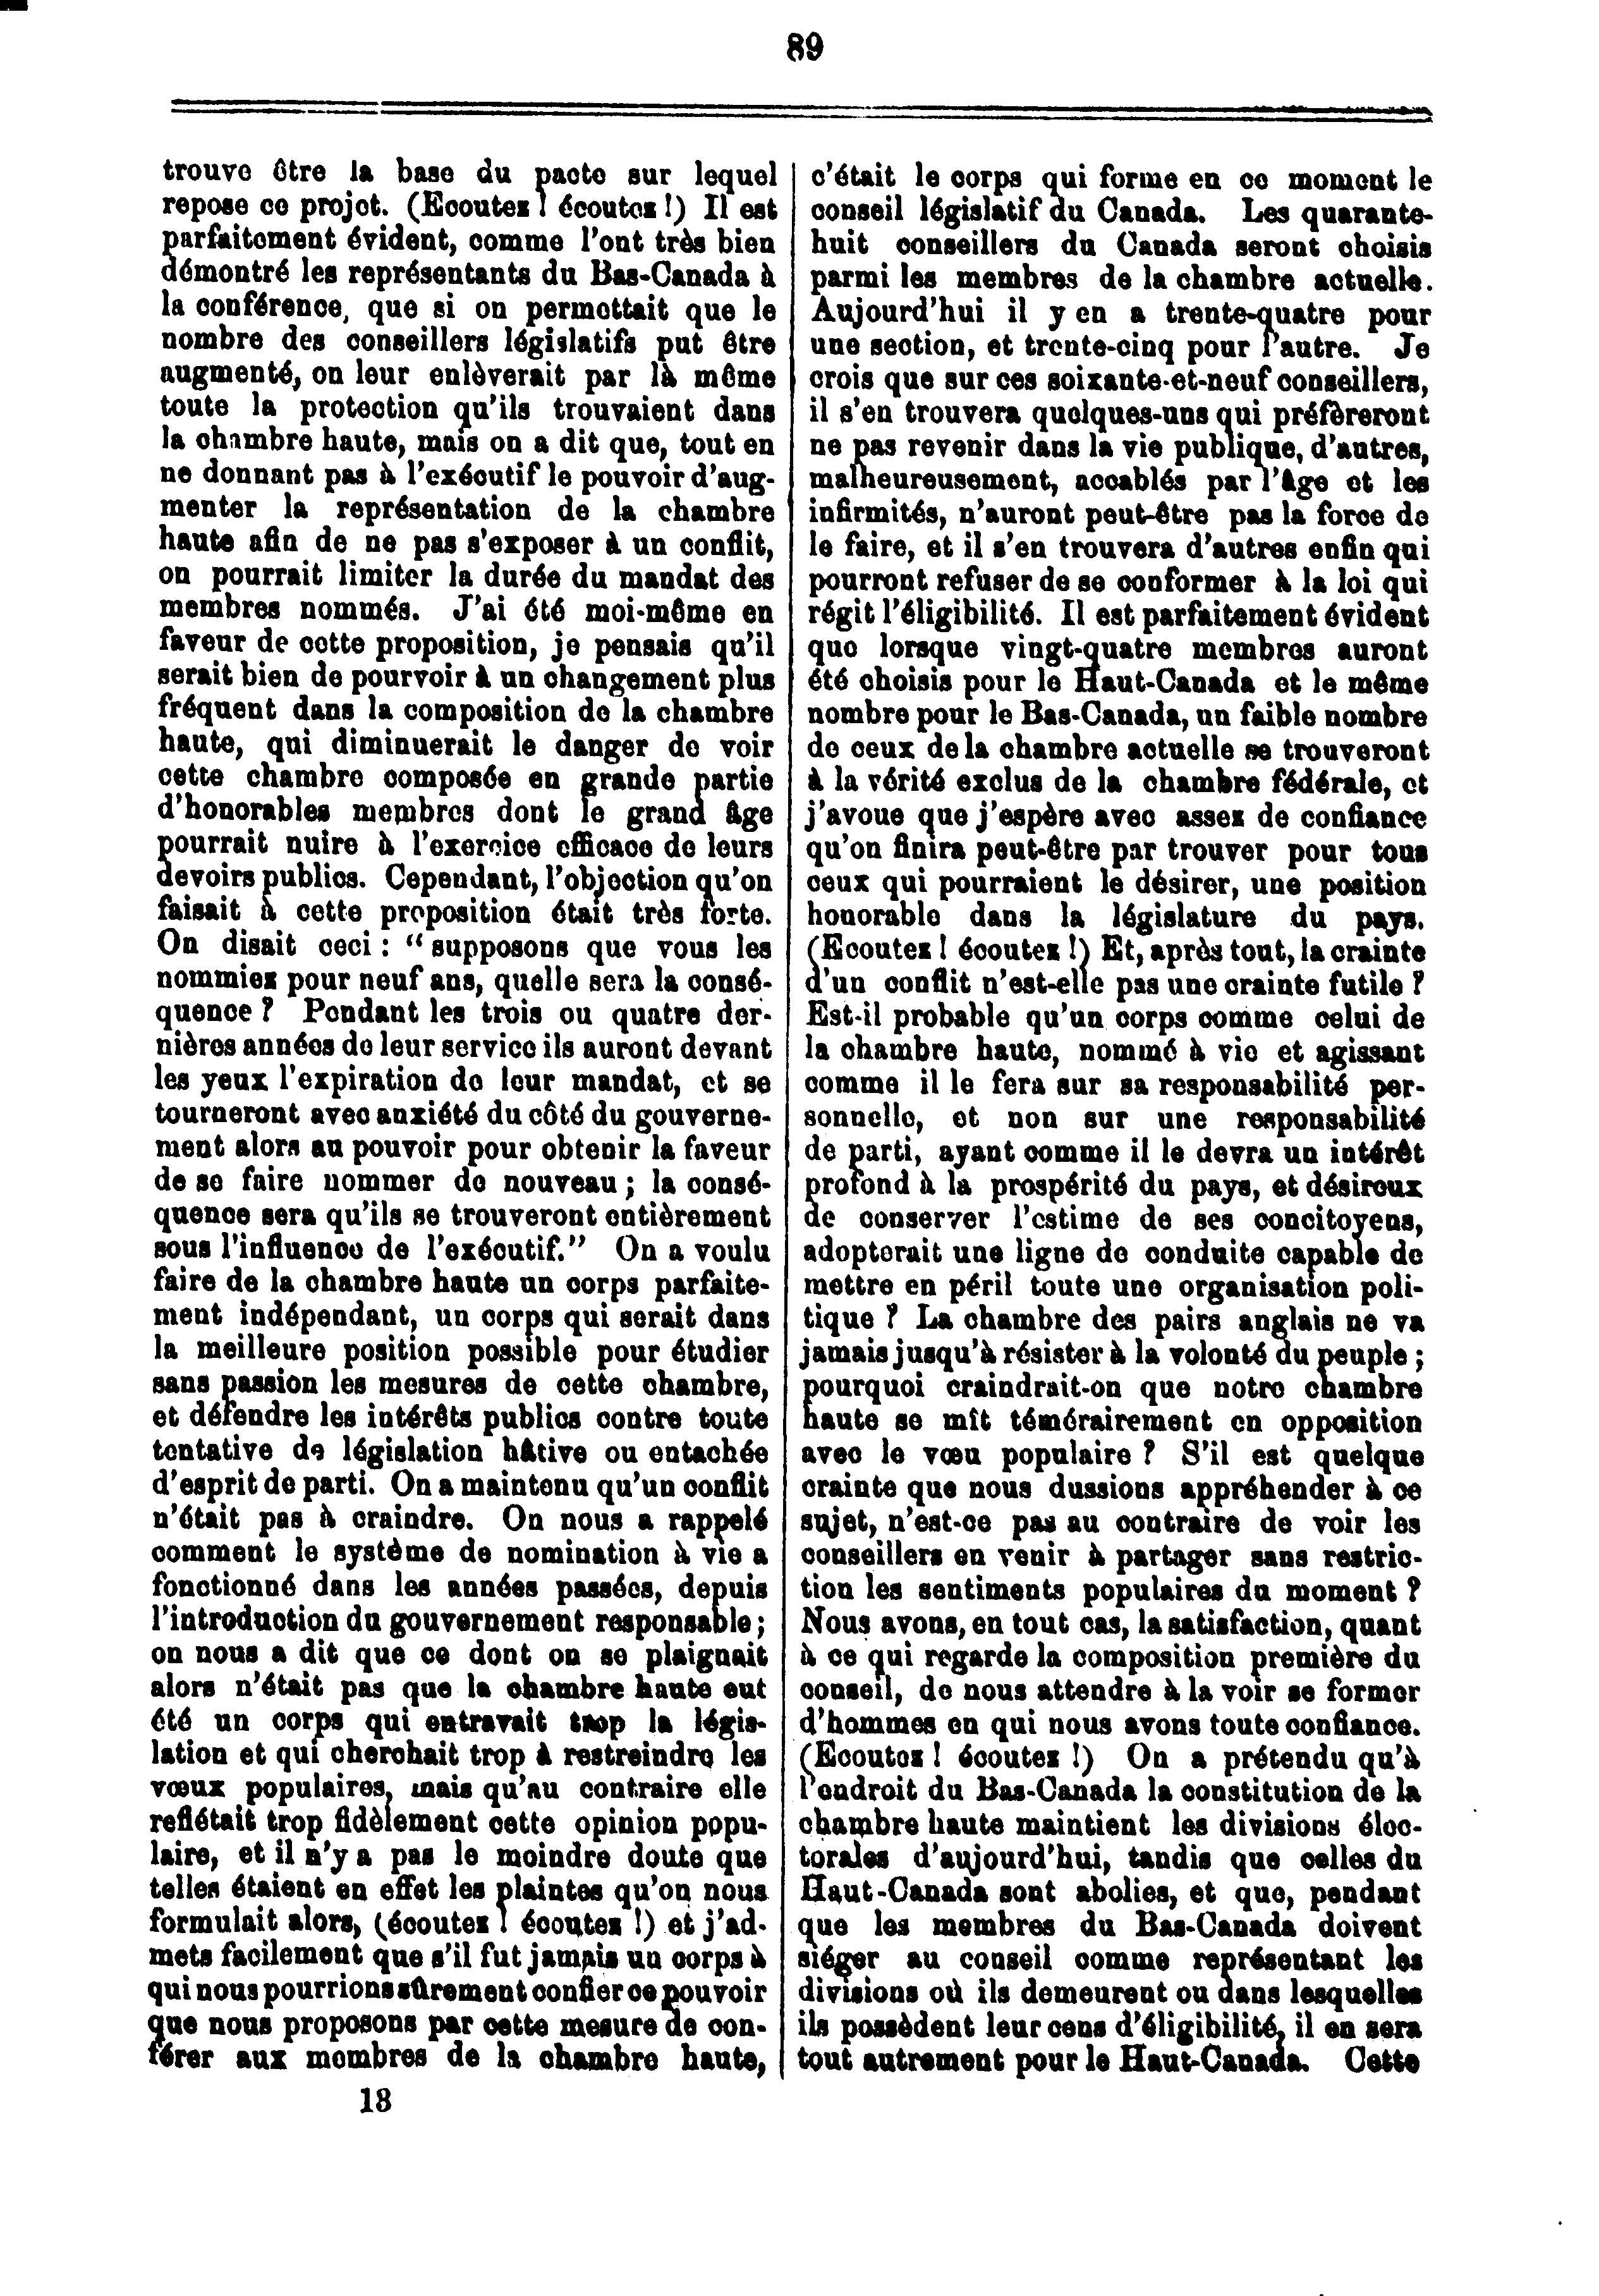 89
trouve être la base du pacte sur lequel
repose ce projet. (Ecoutez ! écoutez !) Il est
parfaitement évident, comme l'ont très bien
démontré les représentants du Bas-Canada à
la conférence, que si on permettait que le
nombre des conseillers législatifs put être
augmenté, on leur enlèverait par là même
toute la protection qu'ils trouvaient dans
la chambre haute, mais on a dit que, tout en
ne donnant pas à l'exécutif le pouvoir d'aug-
menter la représentation de la chambre
haute afin de ne pas s'exposer à un conflit,
on pourrait limiter la durée du mandat des
membres nommés. J'ai été moi-même en
faveur de cette proposition, je pensais qu'il
serait bien de pourvoir à un changement plus
fréquent dans la composition de la chambre
haute, qui diminuerait le danger de voir
cette chambre composée en grande partie
d'honorables membres dont le grand âge
pourrait nuire à l'exercice efficace de leurs
devoirs publics. Cependant, l'objection qu'on
faisait à cette proposition était très forte.
On disait ceci : " supposons que vous les
nommiez pour neuf ans, quelle sera la consé-
quence ? Pendant les trois ou quatre der-
nières années de leur service ils auront devant
les yeux l'expiration de leur mandat, et se
tourneront avec anxiété du côté du gouverne-
ment alors au pouvoir pour obtenir la faveur
de se faire nommer de nouveau ; la consé-
quence sera qu'ils se trouveront entièrement
sous l'influence de l'exécutif." On a voulu
faire de la chambre haute un corps parfaite-
ment indépendant, un corps qui serait dans
la meilleure position possible pour étudier
sans passion les mesures de cette chambre,
et défendre les intérêts publics contre toute
tentative de législation hâtive ou entachée
d'esprit de parti. On a maintenu qu'un conflit
n'était pas à craindre. On nous a rappelé
comment le système de nomination à vie a
fonctionné dans les années passées, depuis
l'introduction du gouvernement responsable ;
on nous a dit que ce dont on se plaignait
alors n'était pas que la chambre haute eut
été un corps qui entravait trop la légis-
lation et qui cherchait trop à restreindre les
vœux populaires, mais qu'au contraire elle
reflétait trop fidèlement cette opinion popu-
laire, et il n'y a pas le moindre doute que
telles étaient en effet les plaintes qu'on nous
formulait alors, (écoutez ! écoutez !) et j'ad-
mets facilement que s'il fut jamais un corps à
qui nous pourrions sûrement confier ce pouvoir
que nous proposons par cette mesure de con-
férer aux membres de la chambre haute,
18
c'était le corps qui forme en ce moment le
conseil législatif du Canada. Les quarante-
huit conseillers du Canada seront choisis
parmi les membres de la chambre actuelle.
Aujourd'hui il y en a trente-quatre pour
une section, et trente-cinq pour l'autre. Je
crois que sur ces soixante-et-neuf conseillers,
il s'en trouvera quelques-uns qui préfèreront
ne pas revenir dans la vie publique, d'autres,
malheureusement, accablés par l'âge et les
infirmités, n'auront peut-être pas la force de
le faire, et il s'en trouvera d'autres enfin qui
pourront refuser de se conformer à la loi qui
régit l'éligibilité. Il est parfaitement évident
que lorsque vingt-quatre membres auront
été choisis pour le Haut-Canada et le même
nombre pour le Bas-Canada, un faible nombre
de ceux de la chambre actuelle se trouveront
à la vérité exclus de la chambre fédérale, et
j'avoue que j'espère avec assez de confiance
qu'on finira peut-être par trouver pour tous
ceux qui pourraient le désirer, une position
honorable dans la législature du pays.
(Ecoutez ! écoutez !) Et, après tout, la crainte
d'un conflit n'est-elle pas une crainte futile ?
Est-il probable qu'un corps comme celui de
la chambre haute, nommé à vie et agissant
comme il le fera sur sa responsabilité per-
sonnelle, et non sur une responsabilité
de parti, ayant comme il le devra un intérêt
profond à la prospérité du pays, et désireux
de conserver l'estime de ses concitoyens,
adopterait une ligne de conduite capable de
mettre en péril toute une organisation poli-
tique ? La chambre des pairs anglais ne va
jamais jusqu'à résister à la volonté du peuple ;
pourquoi craindrait-on que notre chambre
haute se mît témérairement en opposition
avec le vœu populaire ? S'il est quelque
crainte que nous dussions appréhender à ce
sujet, n'est-ce pas au contraire de voir les
conseillers en venir à partager sans restric-
tion les sentiments populaires du moment ?
Nous avons, en tout cas, la satisfaction, quant
à ce qui regarde la composition première du
conseil, de nous attendre à la voir se former
d'hommes en qui nous avons toute confiance.
(Ecoutez ! écoutez !) On a prétendu qu'à
l'endroit du Bas-Canada la constitution de la
chambre haute maintient les divisions élec-
torales d'aujourd'hui, tandis que celles du
Haut-Canada sont abolies, et que, pendant
que les membres du Bas-Canada doivent
siéger au conseil comme représentant les
divisions où ils demeurent ou dans lesquelles
ils possèdent leur cens d'éligibilité, il en sera
tout autrement pour le Haut-Canada. Cette